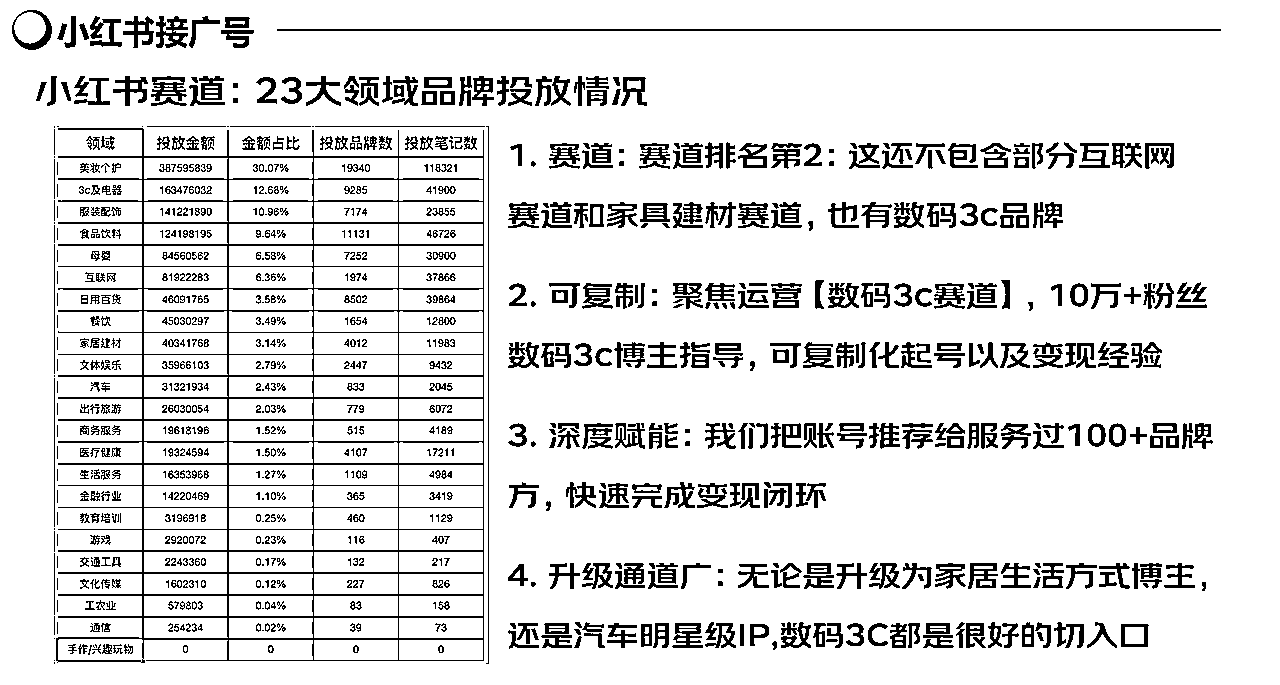 小红书接广号
小红书赛道：23大领域品牌投放情况
领域 投放金额 金额占比 投放品牌数 投放笔记数
美妆个护 387595839 30.07% 19340 118321
3c及电器 163476032 12.68% 9285 41900
服装配饰 141221890 10.96% 7174 23855
食品饮料 124198195 9.64% 11131 46726
母婴 84560562 6.58% 7252 30900
互联网 81922283 6.36% 1974 37866
日用百货 46091765 3.58% 8502 39864
餐饮 45030297 3.49% 1654 12800
家居建材 40341768 3.14% 4012 11983
文体娱乐 35966103 2.79% 2447 9432
汽车 31321934 2.43% 833 2045
出行旅游 26030054 2.03% 779 6072
商务服务 19618196 1.52% 515 4189
医疗健康 19324594 1.50% 4107 17211
生活服务 16353968 1.27% 1109 4984
金融行业 14220469 1.10% 365 3419
教育培训 3196918 0.25% 460 1129
游戏 2920072 0.23% 116 407
交通工具 2243360 0.17% 132 217
文化传媒 1602310 0.12% 227 826
工农业 579803 0.04% 83 158
通信 254234 0.02% 39 73
手作/兴趣玩物 0 0 0 0
1. 赛道：赛道排名第2：这还不包含部分互联网
赛道和家具建材赛道，也有数码3c品牌
2. 可复制：聚焦运营【数码3c赛道】，10万+粉丝
数码3c博主指导，可复制化起号以及变现经验
3. 深度赋能：我们把账号推荐给服务过100+品牌
方，快速完成变现闭环
4. 升级通道广：无论是升级为家居生活方式博主，
还是汽车明星级IP,数码3C都是很好的切入口